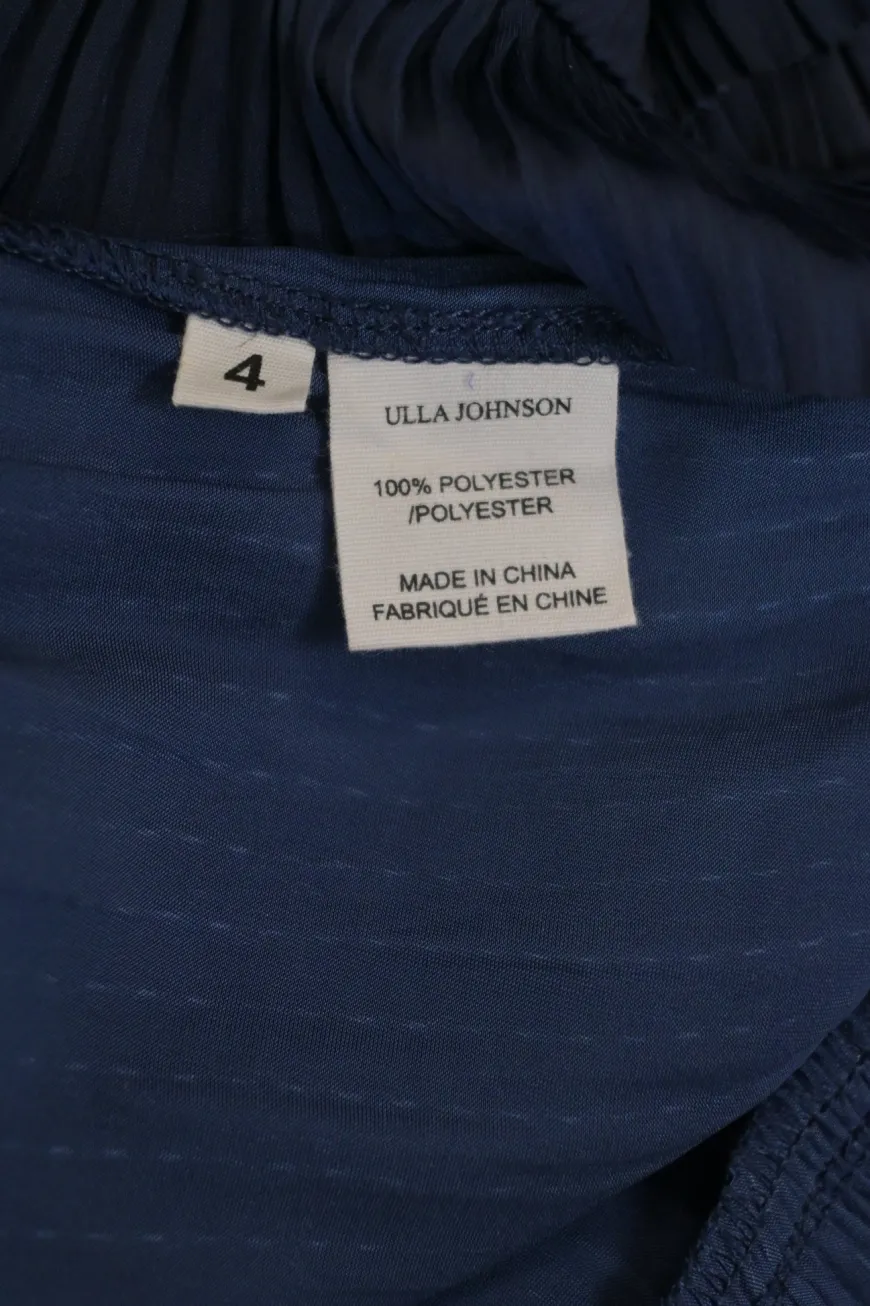 4
ULLA JOHNSON
100% POLYESTER
/POLYESTER
MADE IN CHINA
FABRIQUÉ EN CHINE